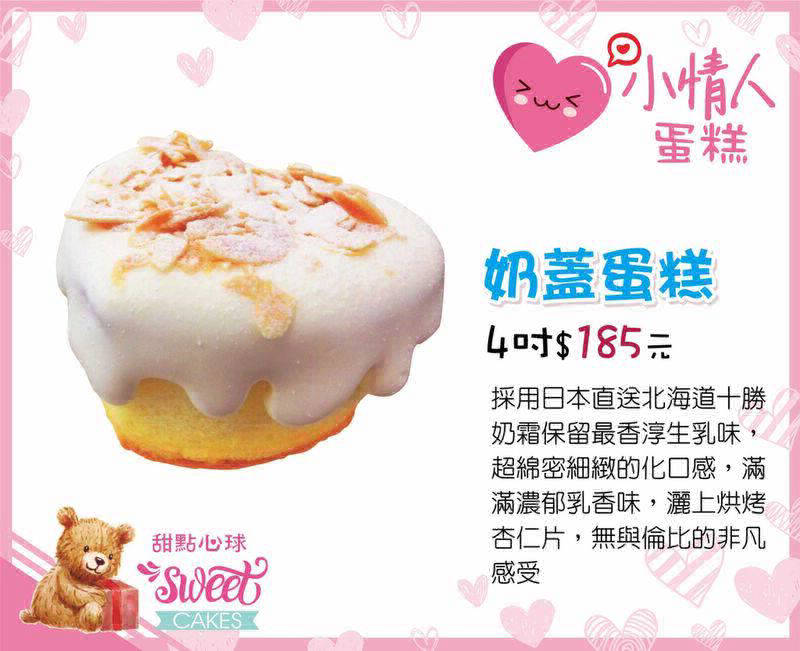 小情人
蛋糕
奶蓋蛋糕
4吋$185元
採用日本直送北海道十勝
奶霜保留最香淳生乳味，
超綿密細緻的化口感，滿
滿濃郁乳香味，灑上烘烤
杏仁片，無與倫比的非凡
感受
甜點心球
sweet
CAKES